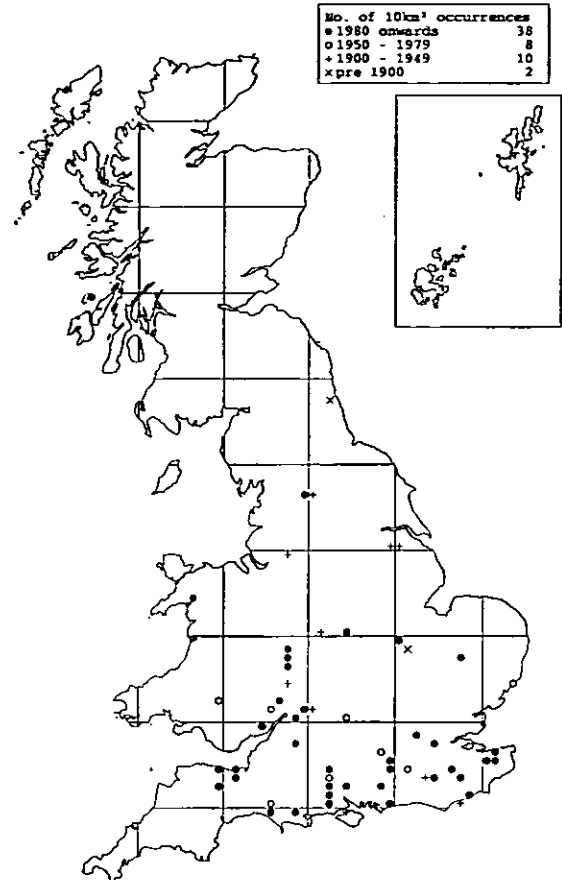 No. of 10km² occurrences
● 1980 onwards 38
○ 1950 - 1979 8
+ 1900 - 1949 10
× pre 1900 2